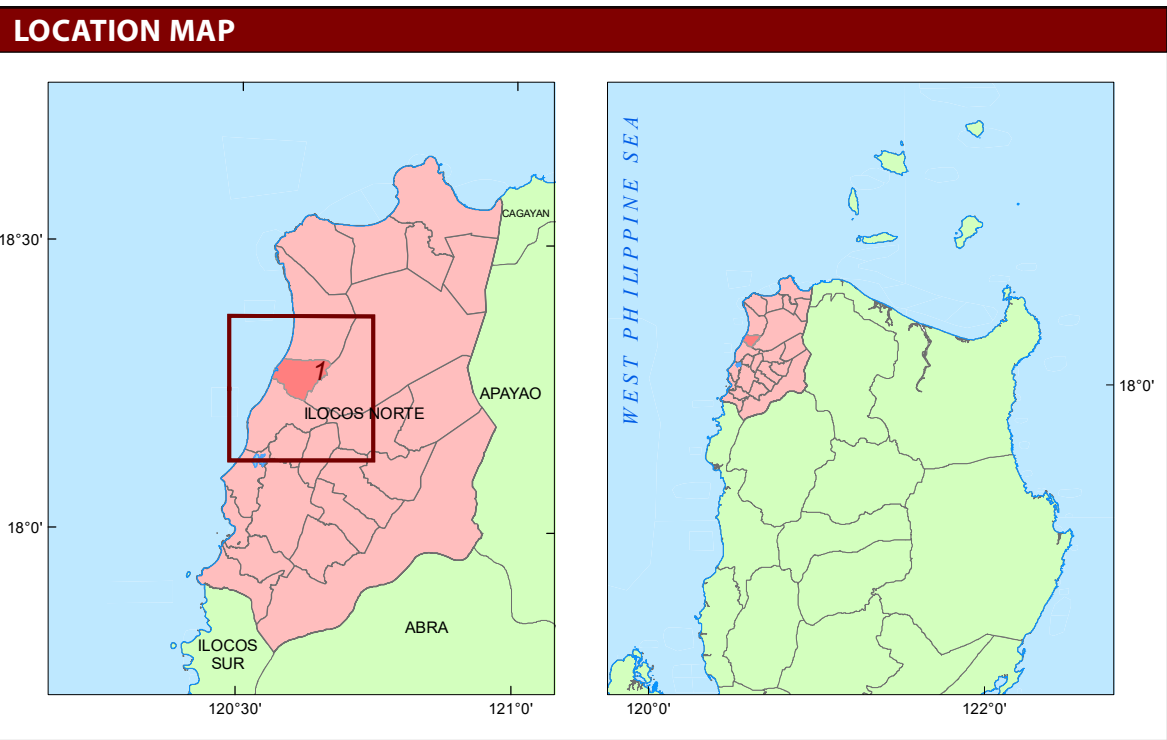 LOCATION MAP
18°30'
18°0'
120°30'
121°0'
CAGAYAN
APAYAO
1
ILOCOS NORTE
ABRA
ILOCOS
SUR
WEST PHILIPPINE SEA
18°0'
120°0'
122°0'